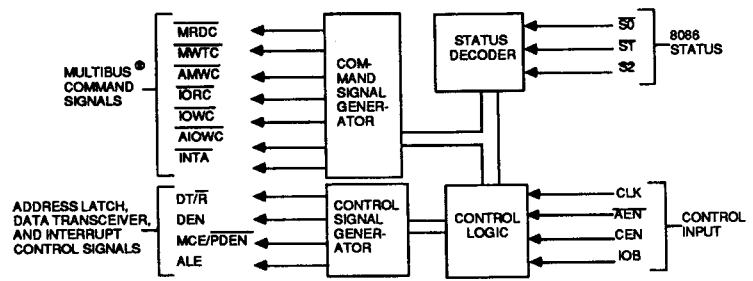 MRDC
MWTC
AMWC
IORC
IOWC
AIOWC
INTA
MULTIBUS ®
COMMAND
SIGNALS
COM-
MAND
SIGNAL
GENER-
ATOR
STATUS
DECODER
S0
ST
S2
8086
STATUS
ADDRESS LATCH,
DATA TRANSCEIVER,
AND INTERRUPT
CONTROL SIGNALS
DT/R
DEN
MCE/PDEN
ALE
CONTROL
SIGNAL
GENER-
ATOR
CONTROL
LOGIC
CLK
AEN
CEN
IOB
CONTROL
INPUT